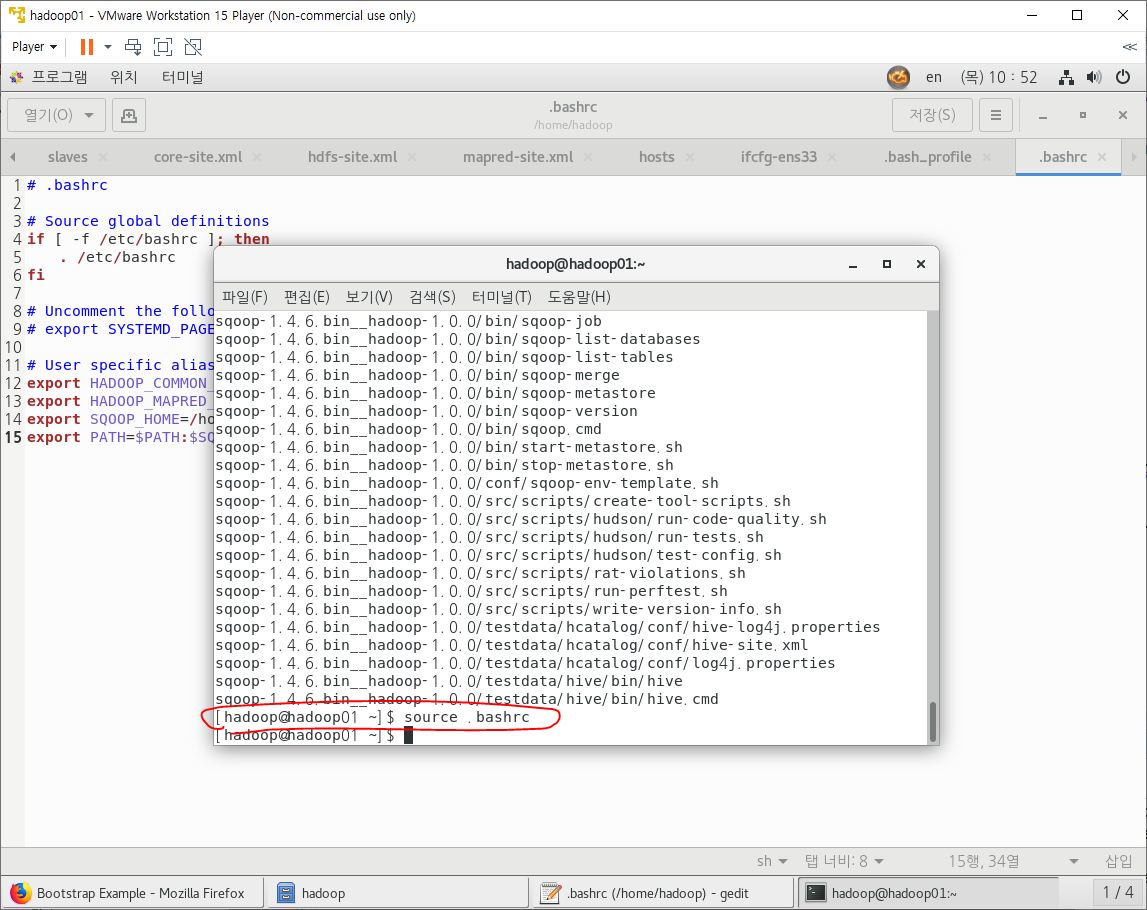 hadoop01 - VMware Workstation 15 Player (Non-commercial use only)
Player
프로그램 위치 터미널 en (목) 10 : 52
열기(O) .bashrc 저장(S)
/home/hadoop
slaves core-site.xml hdfs-site.xml mapred-site.xml hosts ifcfg-ens33 .bash_profile .bashrc
1 # .bashrc
2
3 # Source global definitions
4 if [ -f /etc/bashrc ]; then
5 . /etc/bashrc
6 fi
7
8 # Uncomment the follo
9 # export SYSTEMD_PAGE
10
11 # User specific alias
12 export HADOOP_COMMON_
13 export HADOOP_MAPRED_
14 export SQOOP_HOME=/ho
15 export PATH=$PATH:$SQ
hadoop@hadoop01:~
파일(F) 편집(E) 보기(V) 검색(S) 터미널(T) 도움말(H)
sqoop-1.4.6.bin__hadoop-1.0.0/bin/sqoop-job
sqoop-1.4.6.bin__hadoop-1.0.0/bin/sqoop-list-databases
sqoop-1.4.6.bin__hadoop-1.0.0/bin/sqoop-list-tables
sqoop-1.4.6.bin__hadoop-1.0.0/bin/sqoop-merge
sqoop-1.4.6.bin__hadoop-1.0.0/bin/sqoop-metastore
sqoop-1.4.6.bin__hadoop-1.0.0/bin/sqoop-version
sqoop-1.4.6.bin__hadoop-1.0.0/bin/sqoop.cmd
sqoop-1.4.6.bin__hadoop-1.0.0/bin/start-metastore.sh
sqoop-1.4.6.bin__hadoop-1.0.0/bin/stop-metastore.sh
sqoop-1.4.6.bin__hadoop-1.0.0/conf/sqoop-env-template.sh
sqoop-1.4.6.bin__hadoop-1.0.0/src/scripts/create-tool-scripts.sh
sqoop-1.4.6.bin__hadoop-1.0.0/src/scripts/hudson/run-code-quality.sh
sqoop-1.4.6.bin__hadoop-1.0.0/src/scripts/hudson/run-tests.sh
sqoop-1.4.6.bin__hadoop-1.0.0/src/scripts/hudson/test-config.sh
sqoop-1.4.6.bin__hadoop-1.0.0/src/scripts/rat-violations.sh
sqoop-1.4.6.bin__hadoop-1.0.0/src/scripts/run-perftest.sh
sqoop-1.4.6.bin__hadoop-1.0.0/src/scripts/write-version-info.sh
sqoop-1.4.6.bin__hadoop-1.0.0/testdata/hcatalog/conf/hive-log4j.properties
sqoop-1.4.6.bin__hadoop-1.0.0/testdata/hcatalog/conf/hive-site.xml
sqoop-1.4.6.bin__hadoop-1.0.0/testdata/hcatalog/conf/log4j.properties
sqoop-1.4.6.bin__hadoop-1.0.0/testdata/hive/bin/hive
sqoop-1.4.6.bin__hadoop-1.0.0/testdata/hive/bin/hive.cmd
[hadoop@hadoop01 ~]$ source .bashrc
[hadoop@hadoop01 ~]$
sh 탭 너비: 8 15행, 34열 삽입
Bootstrap Example - Mozilla Firefox hadoop .bashrc (/home/hadoop) - gedit hadoop@hadoop01:~ 1 / 4